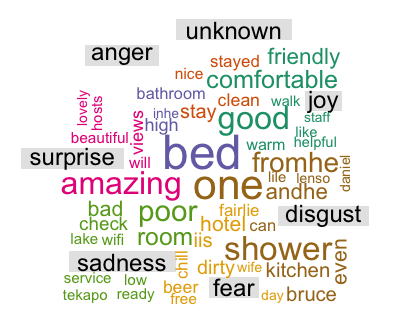 unknown
anger
stayed
friendly
nice
comfortable
bathroom
clean
walk
joy
lovely
hosts
inhe
stay
good
staff
views
high
like
beautiful
warm
helpful
surprise
will
bed
fromhe
daniel
amazing
one
lile
lenso
andhe
bad
poor
fairlie
disgust
check
hotel
can
lake
wifi
room
iis
shower
even
sadness
chill
dirty
wife
kitchen
service
low
beer
fear
tekapo
ready
free
day
bruce